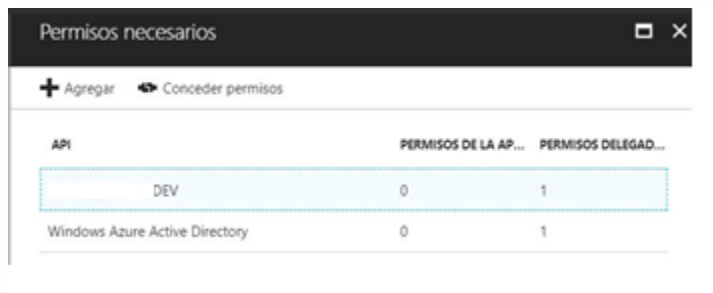 Permisos necesarios
Agregar Conceder permisos
API PERMISOS DE LA AP... PERMISOS DELEGAD...
DEV 0 1
Windows Azure Active Directory 0 1